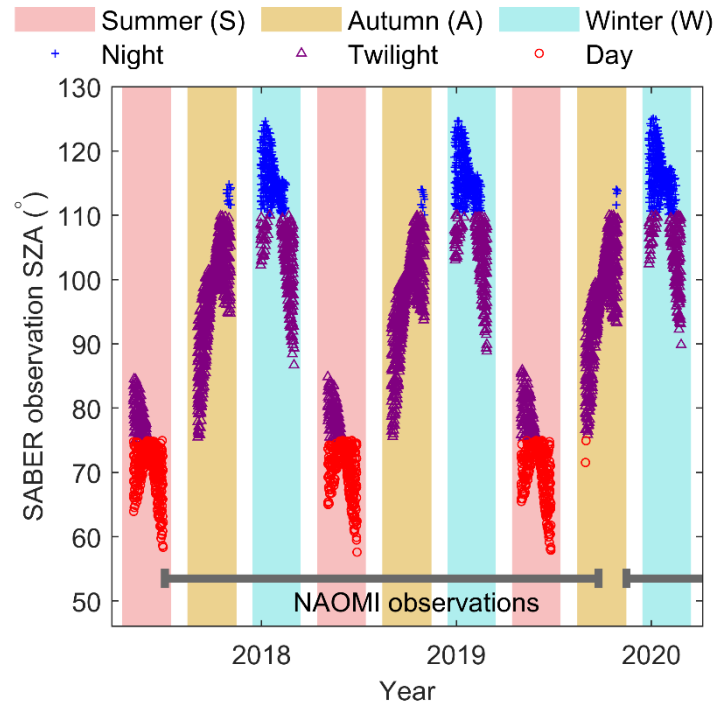 Summer (S) Autumn (A) Winter (W)
Night Twilight Day
130
120
110
100
90
80
70
60
50
SABER observation SZA (°)
NAOMI observations
2018 2019 2020
Year